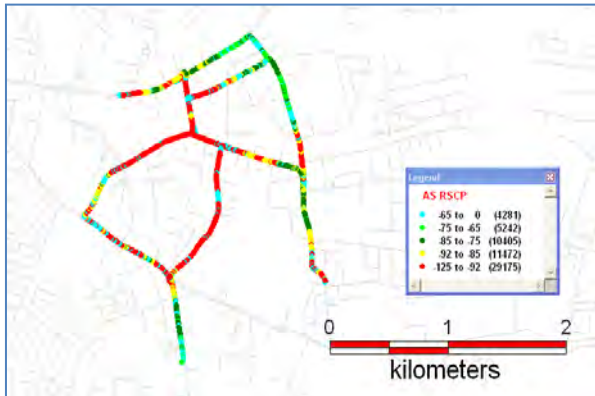 Legend
AS RSCP
-65 to 0 (4281)
-75 to -65 (5242)
-85 to -75 (10405)
-92 to -85 (11472)
-125 to -92 (29175)
0 1 2
kilometers